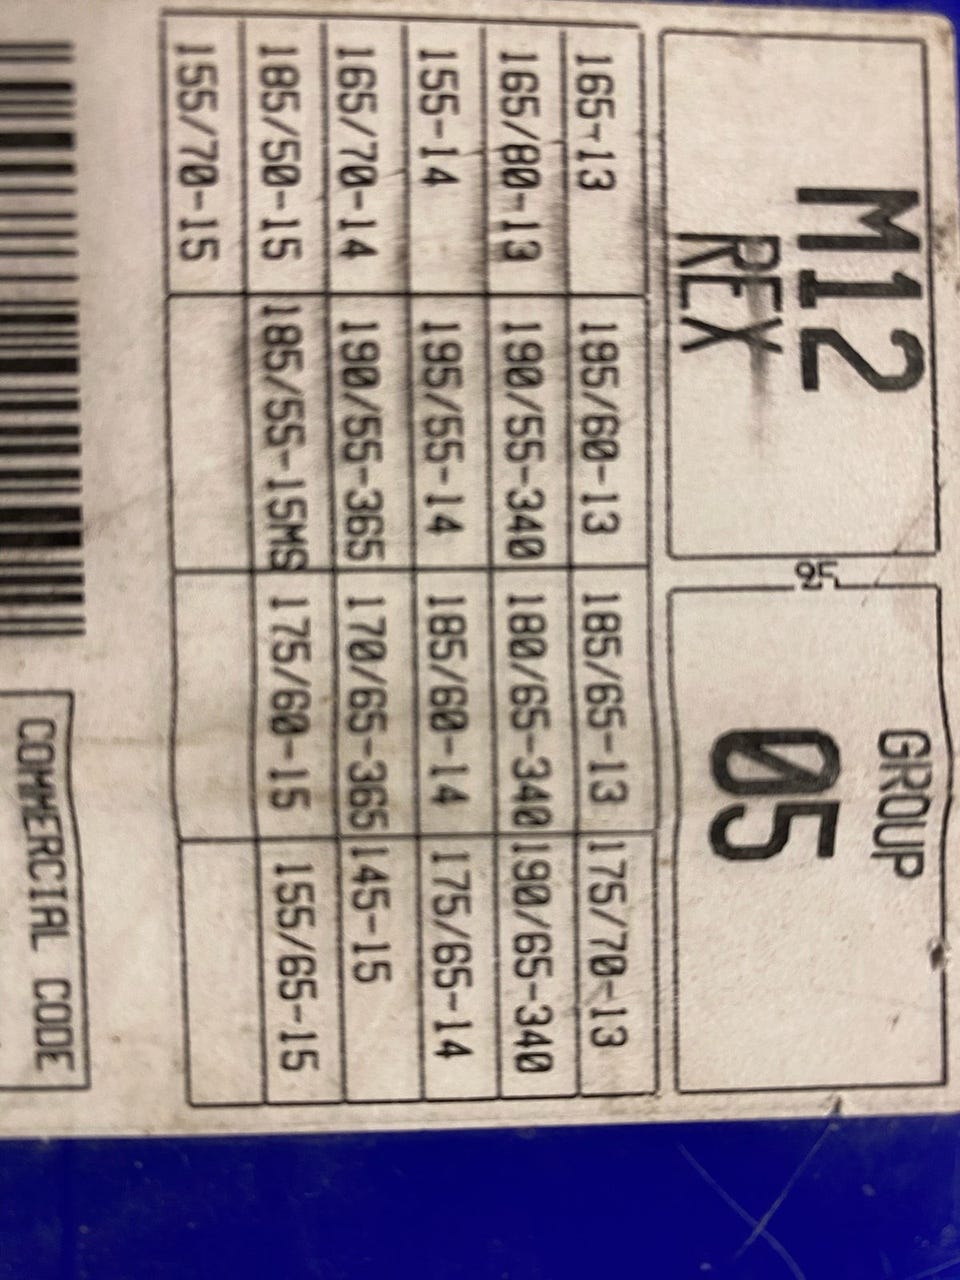 M12
REX
GROUP
05
165-13 195/60-13 185/65-13 175/70-13
165/80-13 190/55-340 180/65-340 190/65-340
155-14 195/55-14 185/60-14 175/65-14
165/70-14 190/55-365 170/65-365 145-15
185/50-15 185/55-15MS 175/60-15 155/65-15
155/70-15
COMMERCIAL CODE